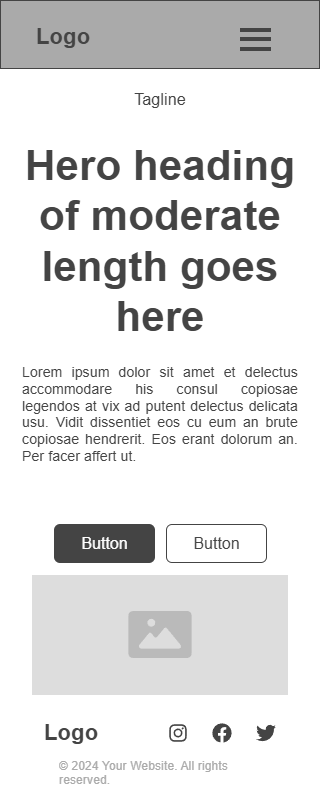 Logo
Tagline
Hero heading
of moderate
length goes
here
Lorem ipsum dolor sit amet et delectus
accommodare his consul copiosae
legendos at vix ad putent delectus delicata
usu. Vidit dissentiet eos cu eum an brute
copiosae hendrerit. Eos erant dolorum an.
Per facer affert ut.
Button Button
Logo
© 2024 Your Website. All rights
reserved.